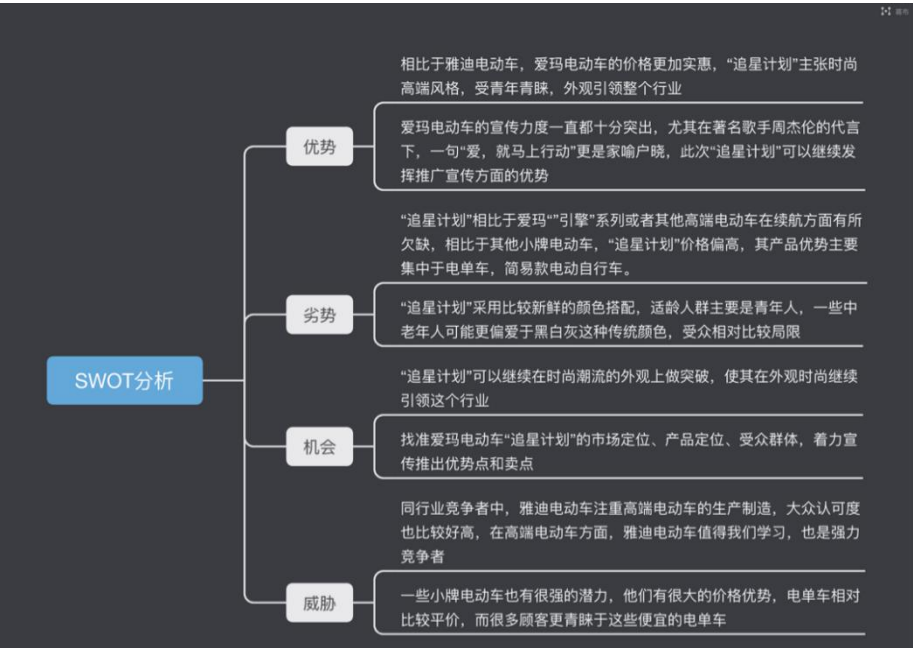 幕布
相比于雅迪电动车，爱玛电动车的价格更加实惠，“追星计划”主张时尚
高端风格，受青年青睐，外观引领整个行业
优势
爱玛电动车的宣传力度一直都十分突出，尤其在著名歌手周杰伦的代言
下，一句“爱，就马上行动”更是家喻户晓，此次“追星计划”可以继续发
挥推广宣传方面的优势
“追星计划”相比于爱玛“”引擎”系列或者其他高端电动车在续航方面有所
欠缺，相比于其他小牌电动车，“追星计划”价格偏高，其产品优势主要
集中于电单车，简易款电动自行车。
劣势
“追星计划”采用比较新鲜的颜色搭配，适龄人群主要是青年人，一些中
老年人可能更偏爱于黑白灰这种传统颜色，受众相对比较局限
SWOT分析
“追星计划”可以继续在时尚潮流的外观上做突破，使其在外观时尚继续
引领这个行业
机会
找准爱玛电动车“追星计划”的市场定位、产品定位、受众群体，着力宣
传推出优势点和卖点
同行业竞争者中，雅迪电动车注重高端电动车的生产制造，大众认可度
也比较好高，在高端电动车方面，雅迪电动车值得我们学习，也是强力
竞争者
威胁
一些小牌电动车也有很强的潜力，他们有很大的价格优势，电单车相对
比较平价，而很多顾客更青睐于这些便宜的电单车